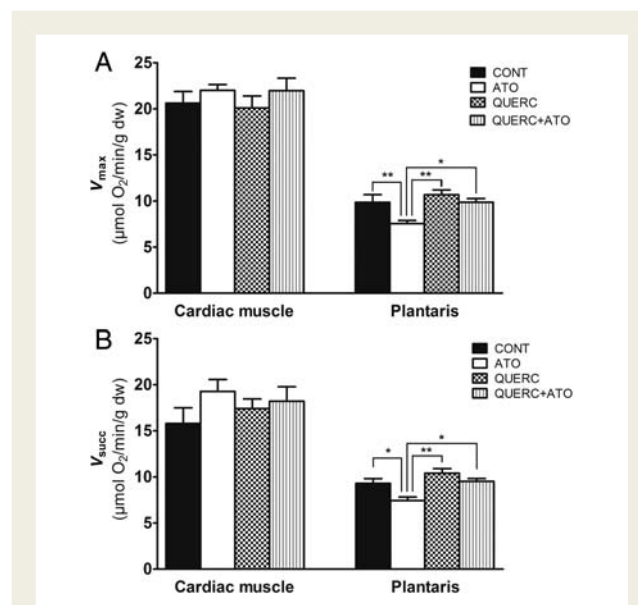 A
25
20
15
10
5
0
Vmax
(µmol O₂/min/g dw)
CONT
ATO
QUERC
QUERC+ATO
*
** **
Cardiac muscle Plantaris
B
25
20
15
10
5
0
Vsucc
(µmol O₂/min/g dw)
CONT
ATO
QUERC
QUERC+ATO
*
* **
Cardiac muscle Plantaris